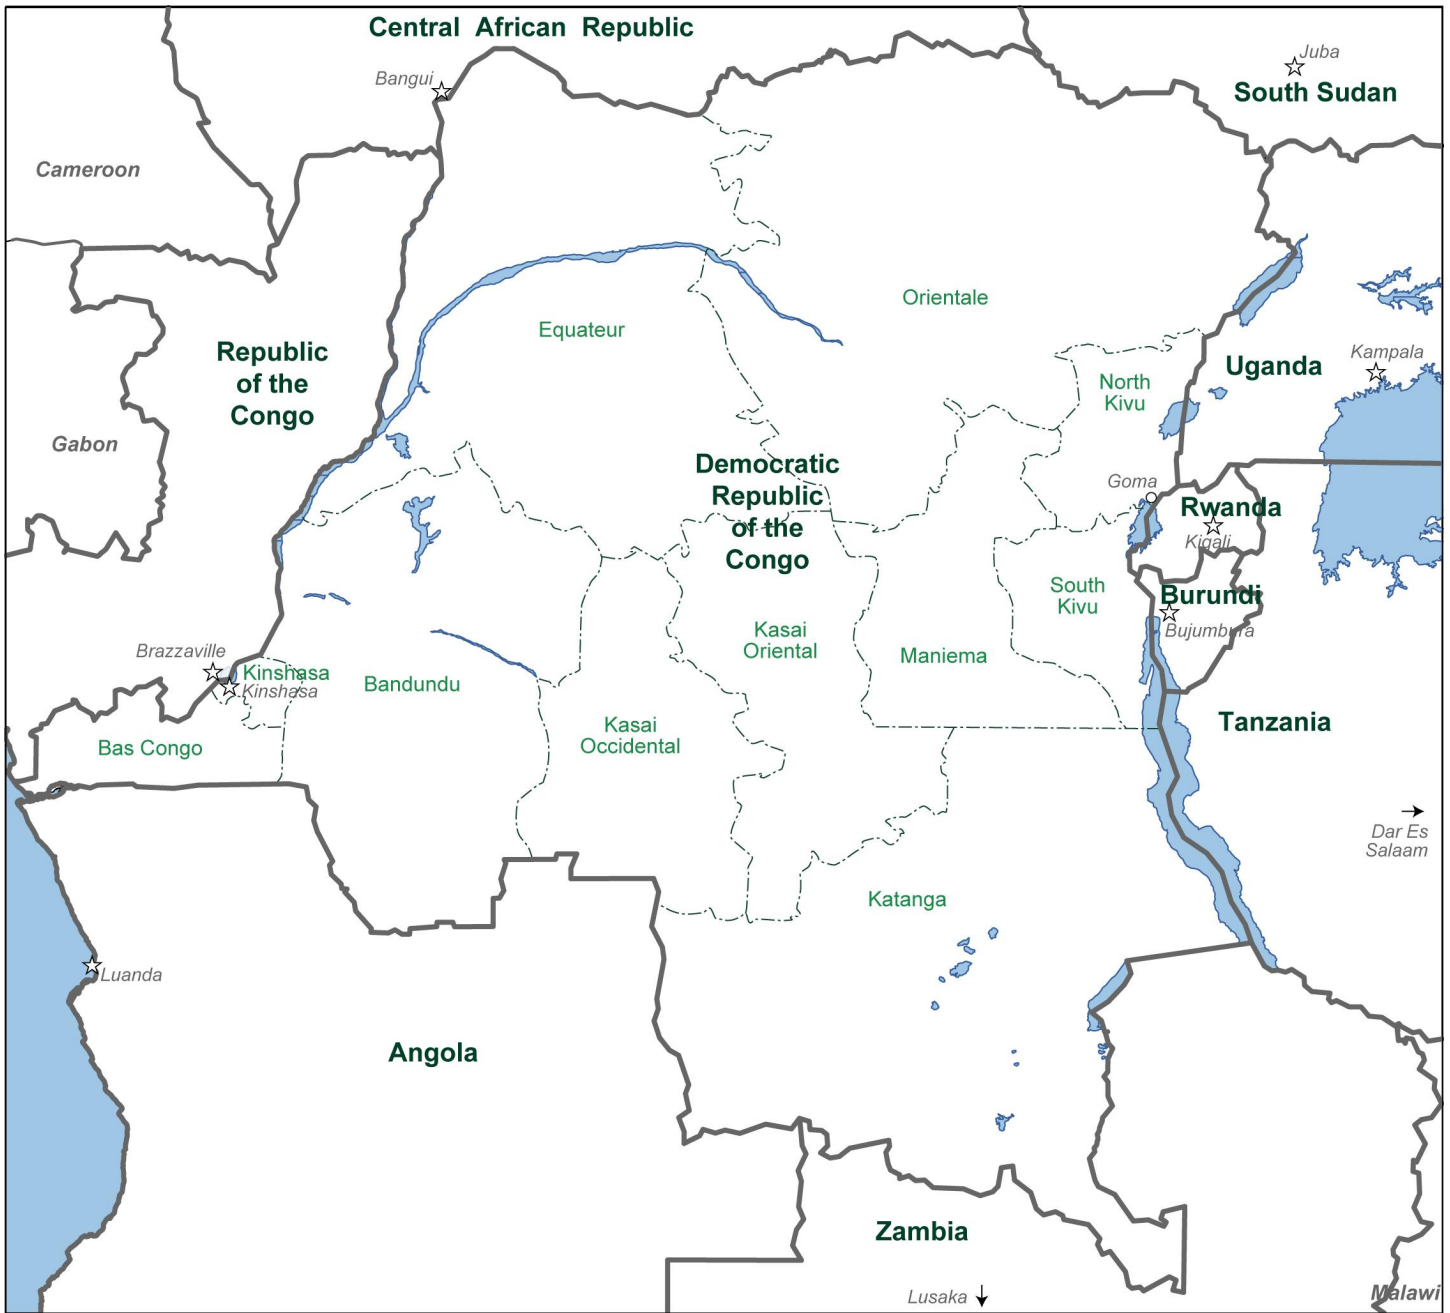 Central African Republic
Juba
Bangui
South Sudan
Cameroon
Orientale
Equateur
Republic
of the
Congo
Kampala
Uganda
North
Kivu
Gabon
Democratic
Republic
of the
Congo
Goma
Rwanda
Kigali
South
Kivu
Burundi
Bujumbura
Kasai
Oriental
Maniema
Brazzaville
Kinshasa
Kinshasa
Bandundu
Tanzania
Kasai
Occidental
Bas Congo
Dar Es
Salaam
Katanga
Luanda
Angola
Zambia
Lusaka
Malawi